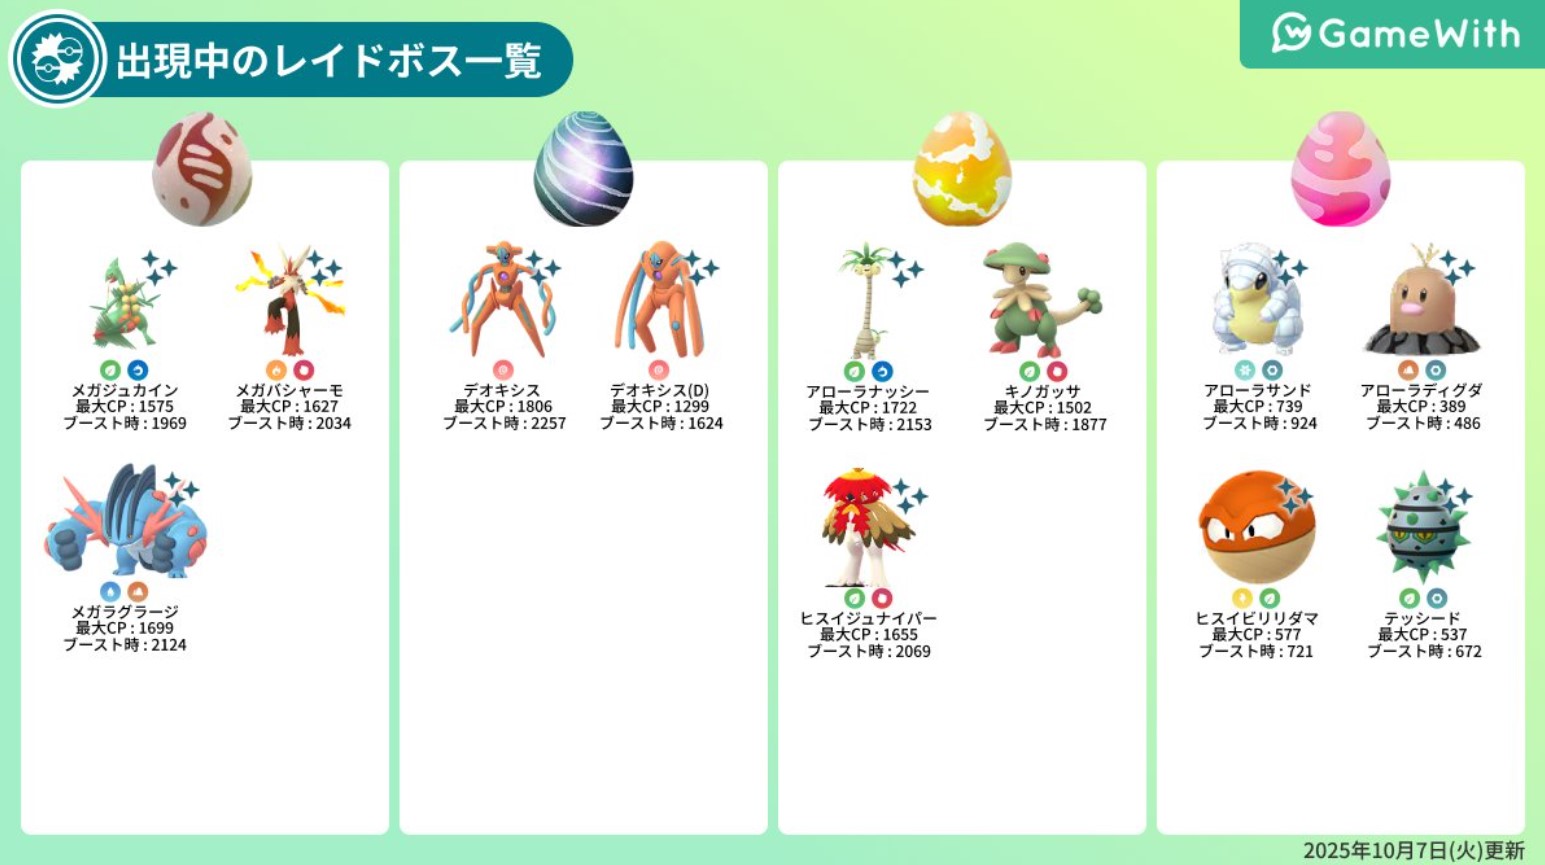 出現中のレイドボス一覧
GameWith
メガジュカイン
最大CP : 1575
ブースト時 : 1969
メガバシャーモ
最大CP : 1627
ブースト時 : 2034
メガラグラージ
最大CP : 1699
ブースト時 : 2124
デオキシス
最大CP : 1806
ブースト時 : 2257
デオキシス(D)
最大CP : 1299
ブースト時 : 1624
アローラナッシー
最大CP : 1722
ブースト時 : 2153
キノガッサ
最大CP : 1502
ブースト時 : 1877
ヒスイジュナイパー
最大CP : 1655
ブースト時 : 2069
アローラサンド
最大CP : 739
ブースト時 : 924
アローラディグダ
最大CP : 389
ブースト時 : 486
ヒスイビリリダマ
最大CP : 577
ブースト時 : 721
テッシード
最大CP : 537
ブースト時 : 672
2025年10月7日(火)更新